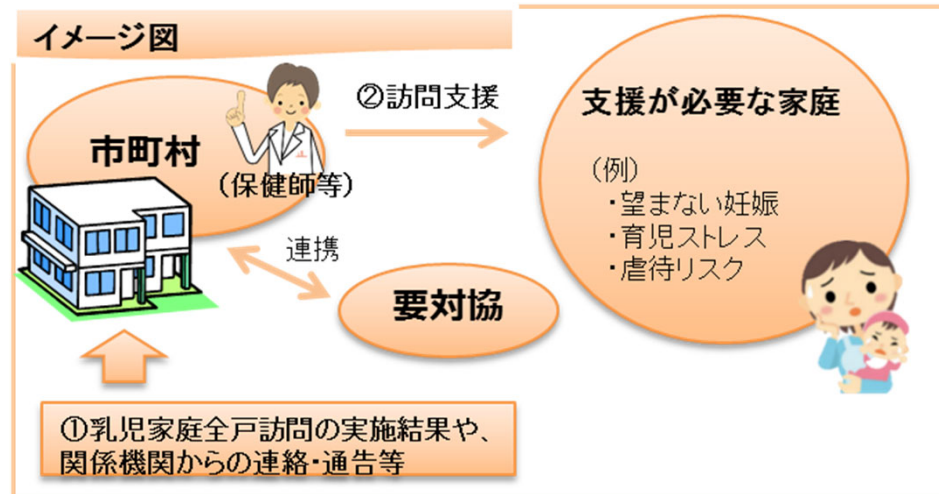 イメージ図
市町村
(保健師等)
②訪問支援
支援が必要な家庭
(例)
・望まない妊娠
・育児ストレス
・虐待リスク
連携
要対協
①乳児家庭全戸訪問の実施結果や、
関係機関からの連絡・通告等